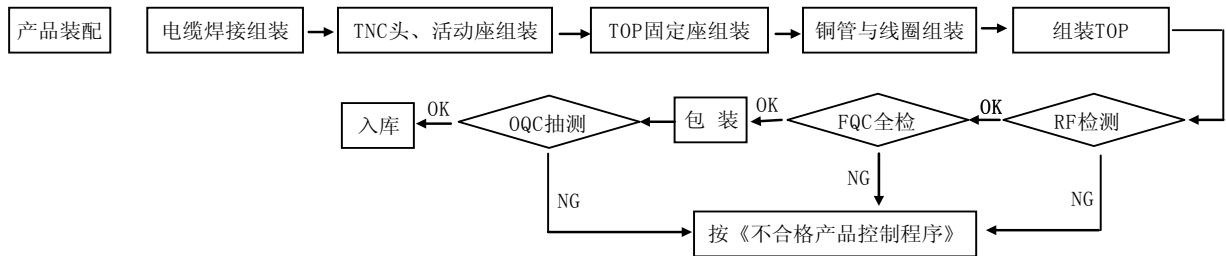 产品装配
电缆焊接组装
TNC头、活动座组装
TOP固定座组装
铜管与线圈组装
组装TOP
RF检测
OK
FQC全检
OK
包 装
OQC抽测
OK
入库
NG
NG
NG
按《不合格产品控制程序》